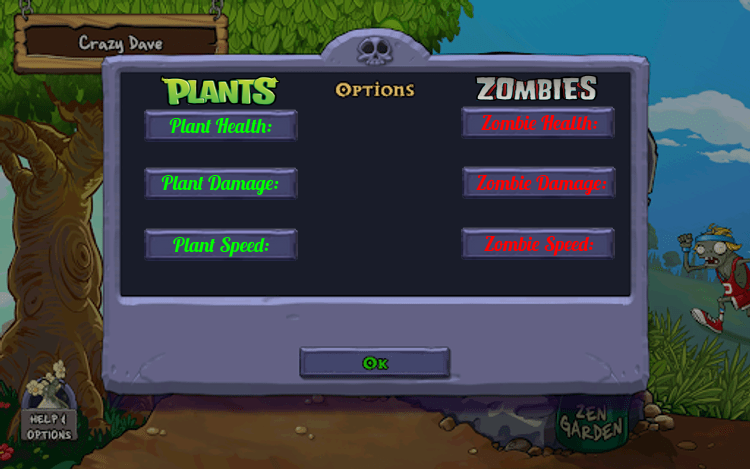 Crazy Dave
PLANTS
Options
ZOMBIES
Plant Health:
Zombie Health:
Plant Damage:
Zombie Damage:
Plant Speed:
Zombie Speed:
Ok
HELP &
OPTIONS
ZEN
GARDEN